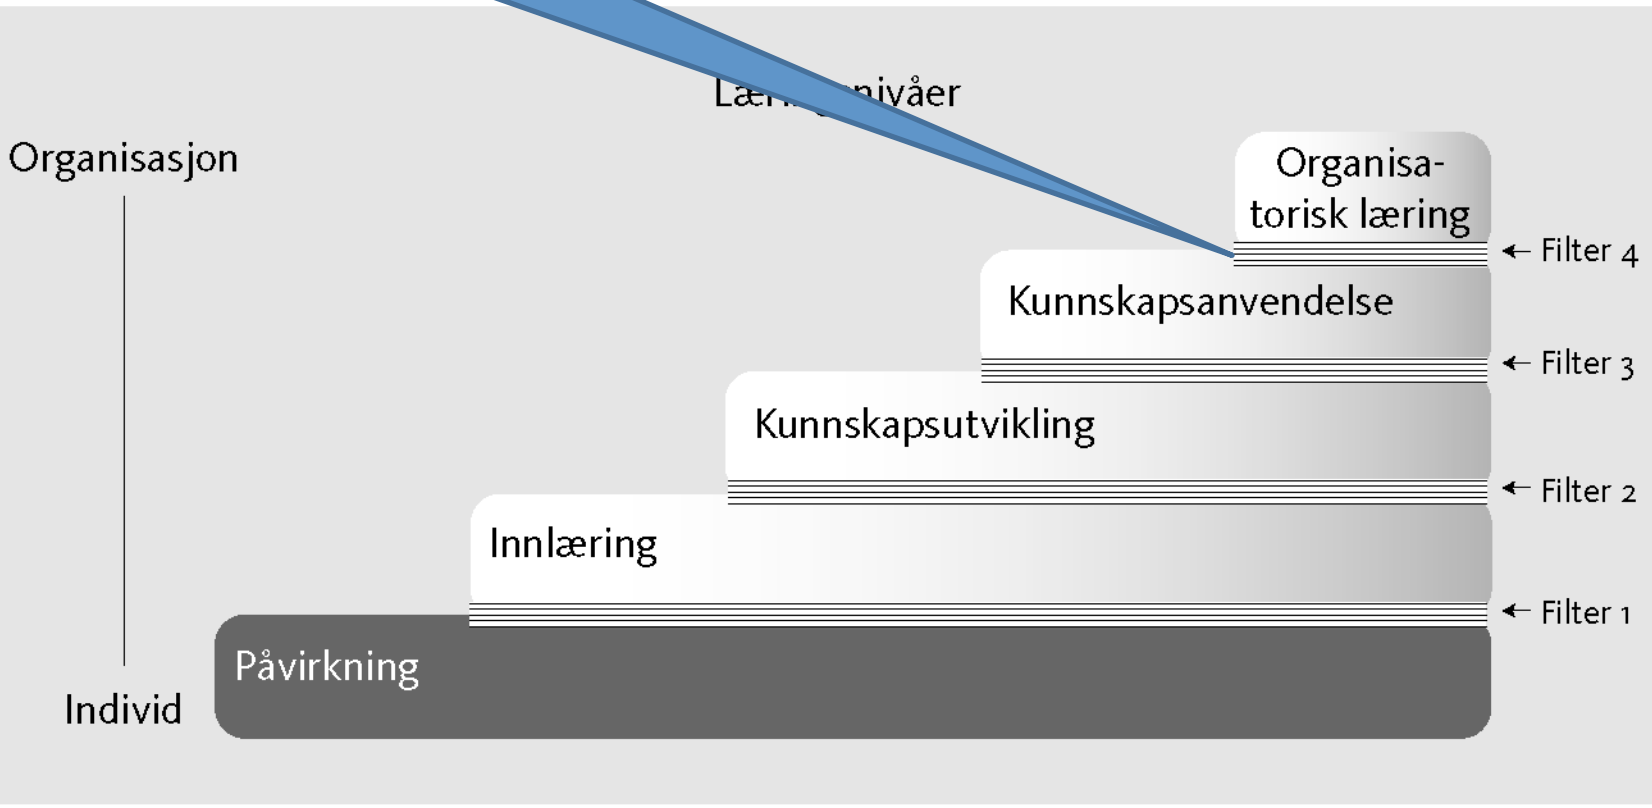 Organisasjon
Organisa-
torisk læring
Filter 4
Kunnskapsanvendelse
Filter 3
Kunnskapsutvikling
Filter 2
Innlæring
Filter 1
Påvirkning
Individ